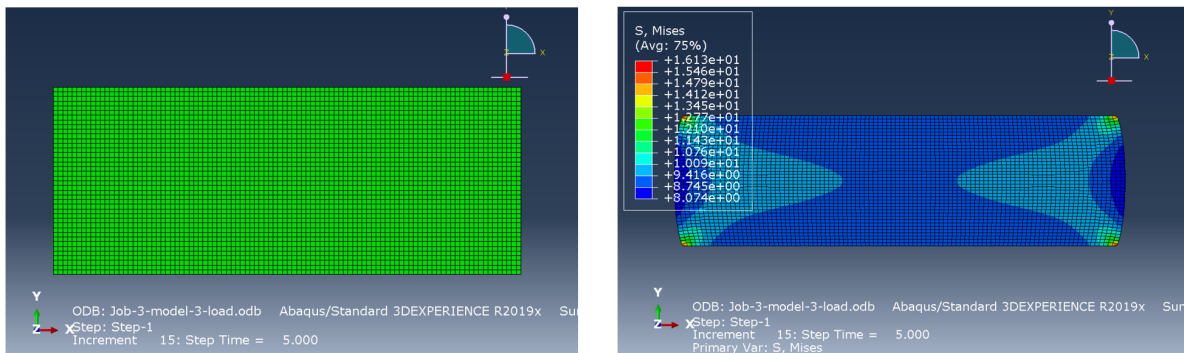 Y
Z X
Y
Z X
ODB: Job-3-model-3-load.odb Abaqus/Standard 3DEXPERIENCE R2019x
Step: Step-1
Increment 15: Step Time = 5.000
S, Mises
(Avg: 75%)
+1.613e+01
+1.546e+01
+1.479e+01
+1.412e+01
+1.345e+01
+1.277e+01
+1.210e+01
+1.143e+01
+1.076e+01
+1.009e+01
+9.416e+00
+8.745e+00
+8.074e+00
Y
Z X
Y
Z X
ODB: Job-3-model-3-load.odb Abaqus/Standard 3DEXPERIENCE R2019x
Step: Step-1
Increment 15: Step Time = 5.000
Primary Var: S, Mises